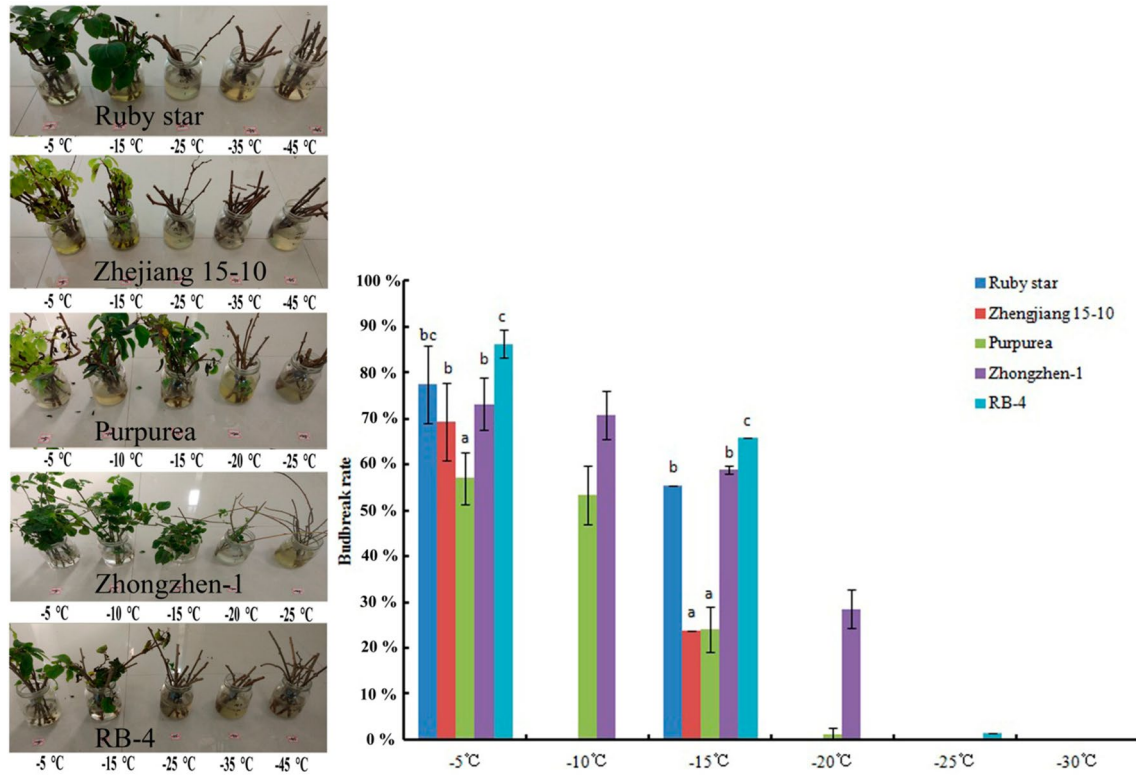 Ruby star
-5 ℃ -15 ℃ -25 ℃ -35 ℃ -45 ℃
Zhejiang 15-10
-5 ℃ -15 ℃ -25 ℃ -35 ℃ -45 ℃
Purpurea
-5 ℃ -10 ℃ -15 ℃ -20 ℃ -25 ℃
Zhongzhen-1
-5 ℃ -10 ℃ -15 ℃ -20 ℃ -25 ℃
RB-4
-5 ℃ -15 ℃ -25 ℃ -35 ℃ -45 ℃
Budbreak rate
100 %
90 %
80 %
70 %
60 %
50 %
40 %
30 %
20 %
10 %
0 %
bc b a b c
b a a b c
-5℃ -10℃ -15℃ -20℃ -25℃ -30℃
Ruby star
Zhengjiang 15-10
Purpurea
Zhongzhen-1
RB-4